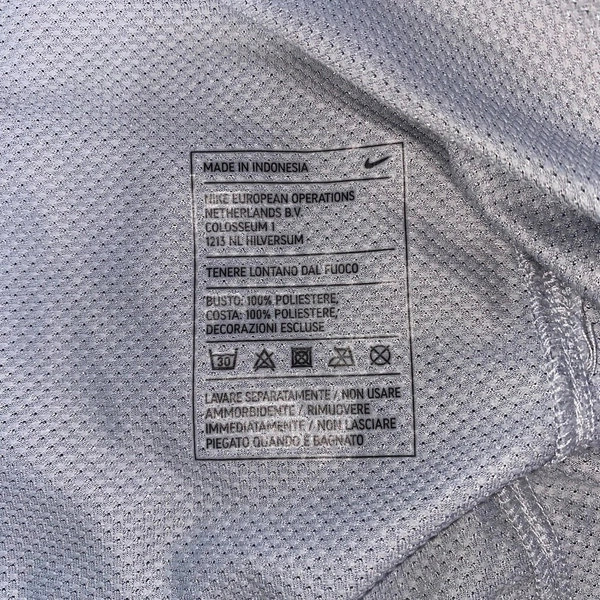 MADE IN INDONESIA
NIKE EUROPEAN OPERATIONS
NETHERLANDS B.V.
COLOSSEUM 1
1213 NL HILVERSUM
TENERE LONTANO DAL FUOCO
BUSTO: 100% POLIESTERE,
COSTA: 100% POLIESTERE,
DECORAZIONI ESCLUSE
30
LAVARE SEPARATAMENTE / NON USARE
AMMORBIDENTE / RIMUOVERE
IMMEDIATAMENTE / NON LASCIARE
PIEGATO QUANDO È BAGNATO